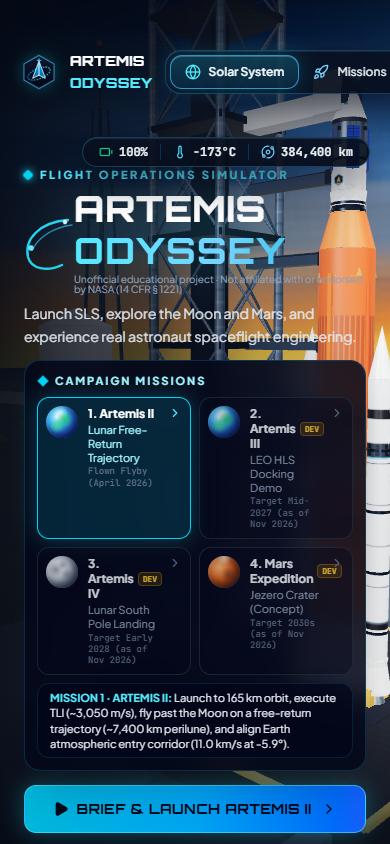 ARTEMIS
ODYSSEY
Solar System
Missions
100%
-173°C
384,400 km
FLIGHT OPERATIONS SIMULATOR
ARTEMIS
ODYSSEY
Unofficial educational project · Not affiliated with or endorsed
by NASA (14 CFR §1221)
Launch SLS, explore the Moon and Mars, and
experience real astronaut spaceflight engineering.
CAMPAIGN MISSIONS
1. Artemis II
Lunar Free-
Return
Trajectory
Flown Flyby
(April 2026)
2.
Artemis DEV
III
LEO HLS
Docking
Demo
Target Mid-
2027 (as of
Nov 2026)
3.
Artemis DEV
IV
Lunar South
Pole Landing
Target Early
2028 (as of
Nov 2026)
4. Mars DEV
Expedition
Jezero Crater
(Concept)
Target 2030s
(as of Nov
2026)
MISSION 1 · ARTEMIS II: Launch to 165 km orbit, execute
TLI (~3,050 m/s), fly past the Moon on a free-return
trajectory (~7,400 km perilune), and align Earth
atmospheric entry corridor (11.0 km/s at -5.9°).
BRIEF & LAUNCH ARTEMIS II